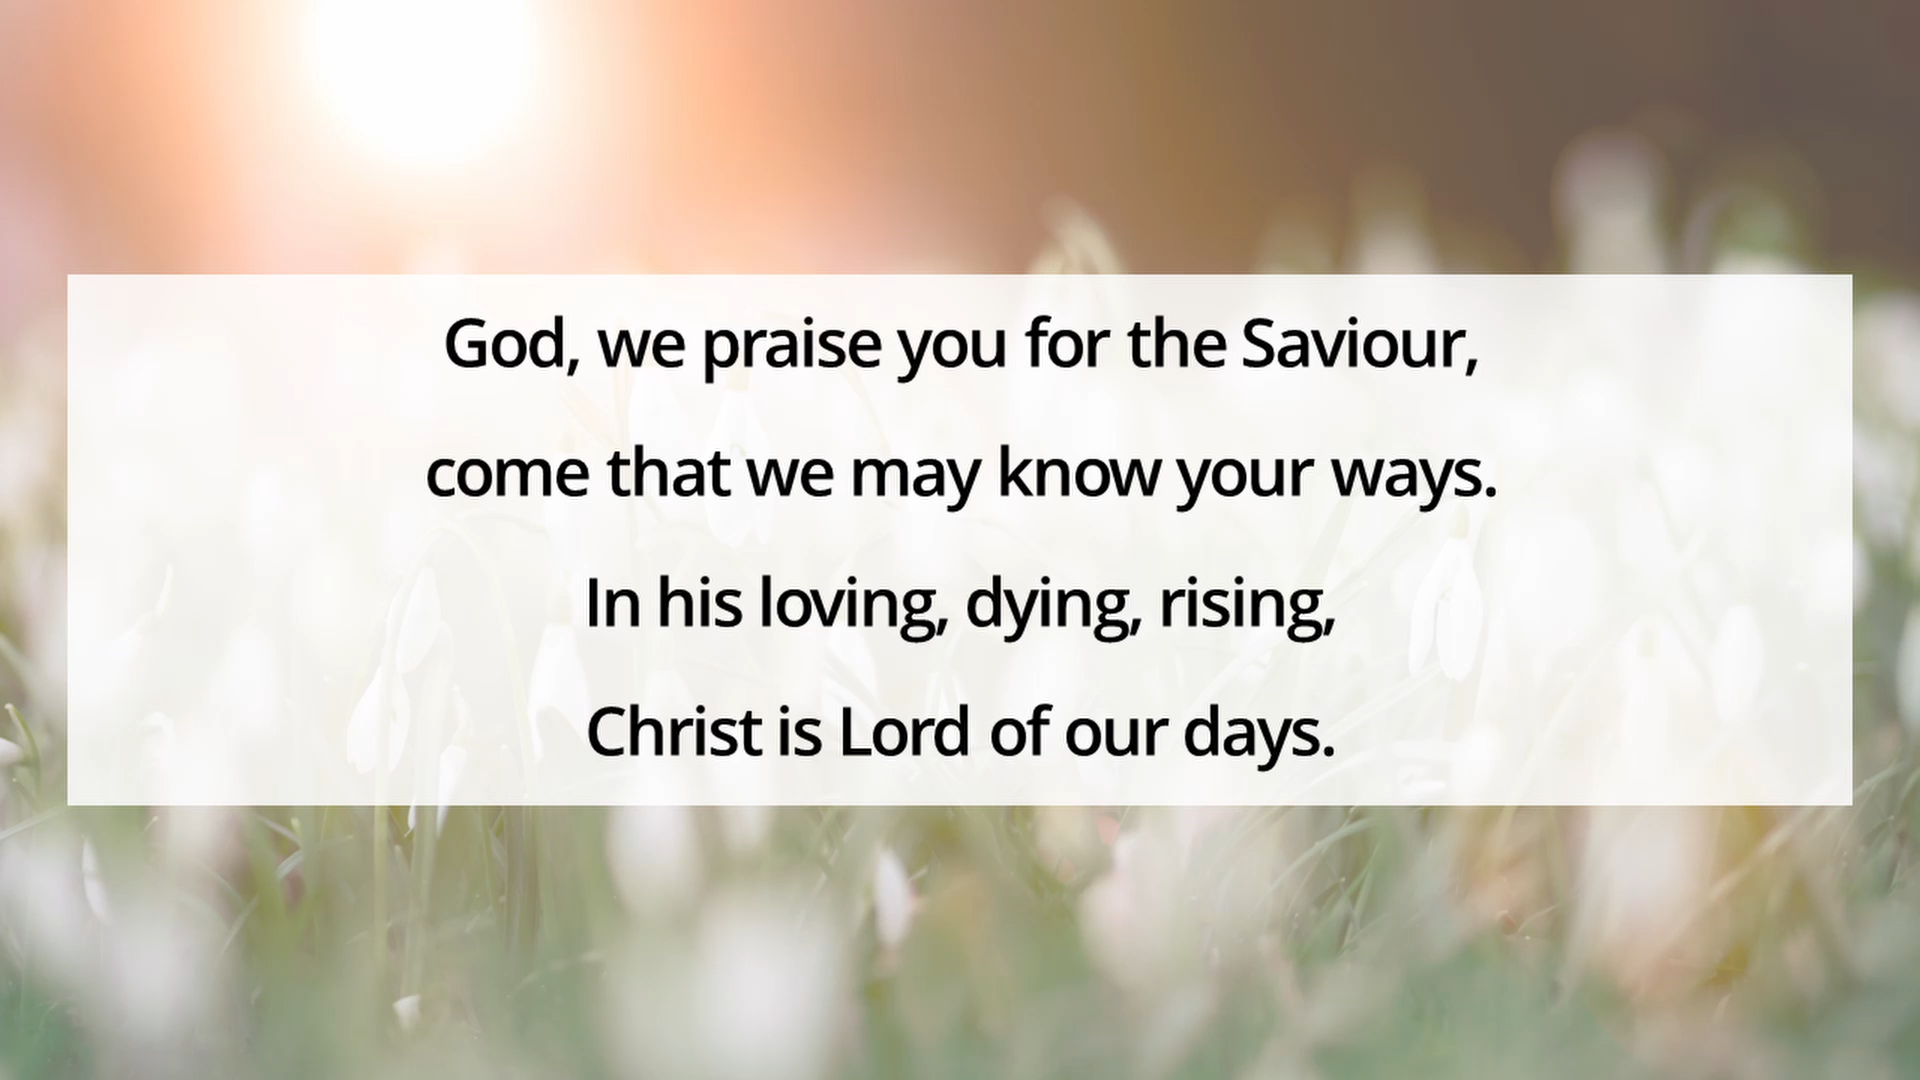 God, we praise you for the Saviour,
come that we may know your ways.
In his loving, dying, rising,
Christ is Lord of our days.